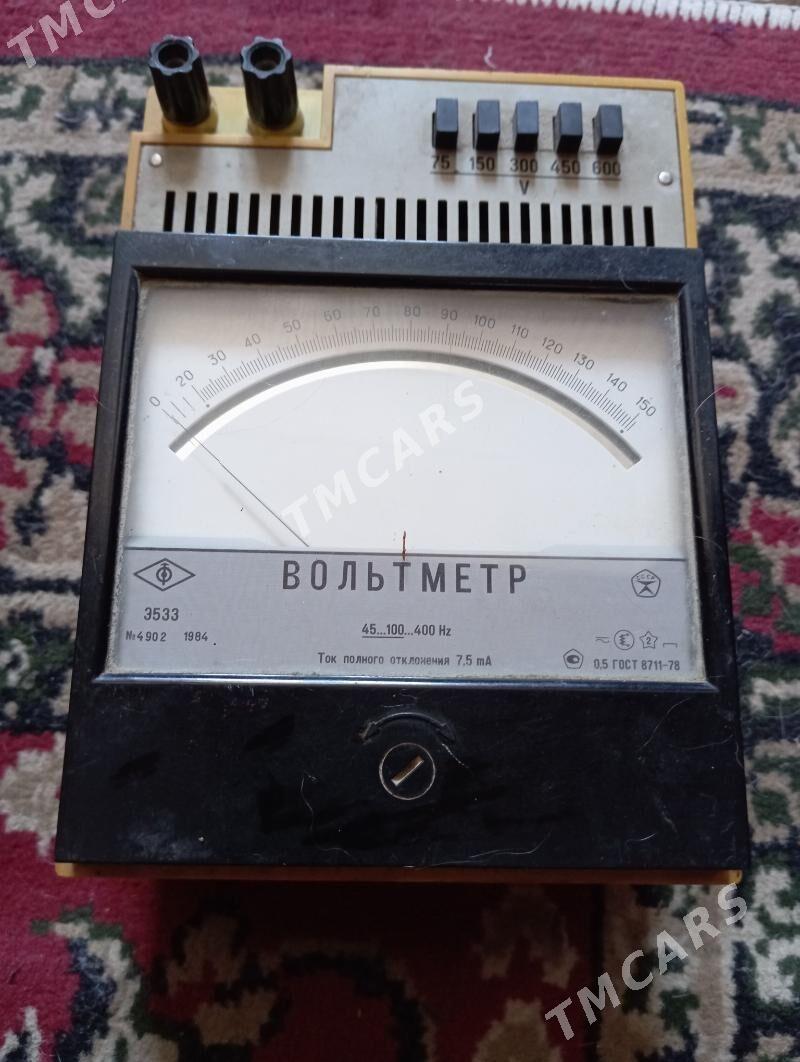 TMCARS
75 150 300 450 600
V
0 20 30 40 50 60 70 80 90 100 110 120 130 140 150
TMCARS
ВОЛЬТМЕТР
СССР
Э533
№4902 1984
45...100...400 Hz
2
Ток полного отклонения 7,5 mA
0,5 ГОСТ 8711-78
TMCARS